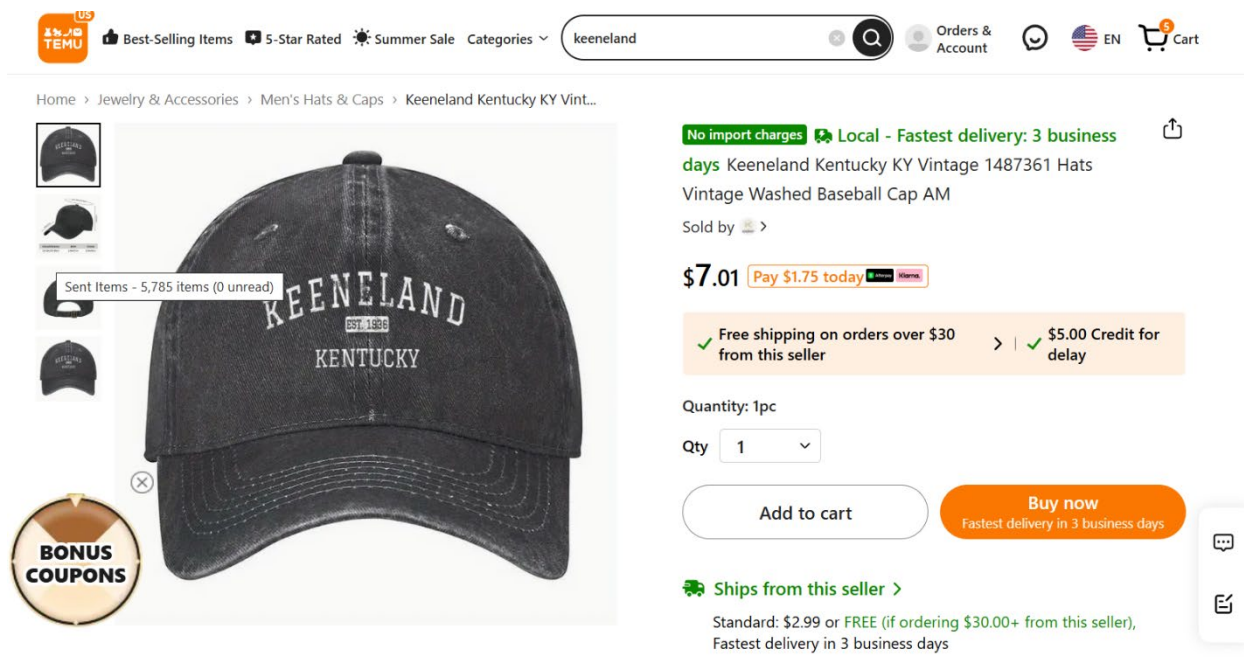 US
TEMU
Best-Selling Items
5-Star Rated
Summer Sale
Categories
keeneland
Orders &
Account
EN
5
Cart
Home › Jewelry & Accessories › Men's Hats & Caps › Keeneland Kentucky KY Vint...
No import charges Local - Fastest delivery: 3 business
days Keeneland Kentucky KY Vintage 1487361 Hats
Vintage Washed Baseball Cap AM
Sold by
$7.01 Pay $1.75 today Afterpay Klarna.
Free shipping on orders over $30
from this seller
$5.00 Credit for
delay
Quantity: 1pc
Qty 1
Add to cart
Buy now
Fastest delivery in 3 business days
Ships from this seller
Standard: $2.99 or FREE (if ordering $30.00+ from this seller),
Fastest delivery in 3 business days
Sent Items - 5,785 items (0 unread)
KEENELAND
EST. 1936
KENTUCKY
BONUS
COUPONS